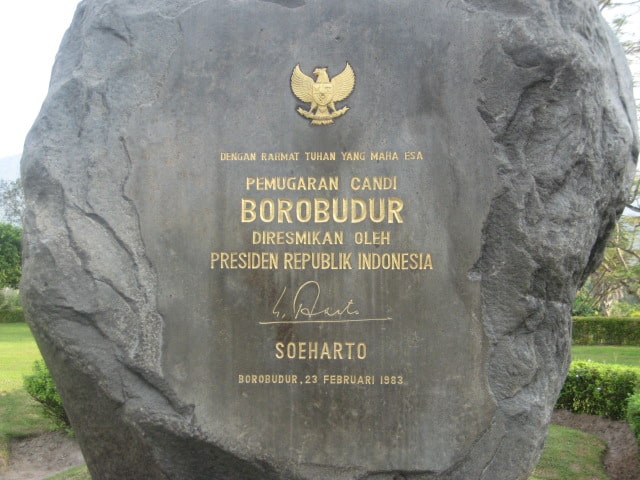 DENGAN RAHMAT TUHAN YANG MAHA ESA
PEMUGARAN CANDI
BOROBUDUR
DIRESMIKAN OLEH
PRESIDEN REPUBLIK INDONESIA
SOEHARTO
BOROBUDUR, 23 FEBRUARI 1983